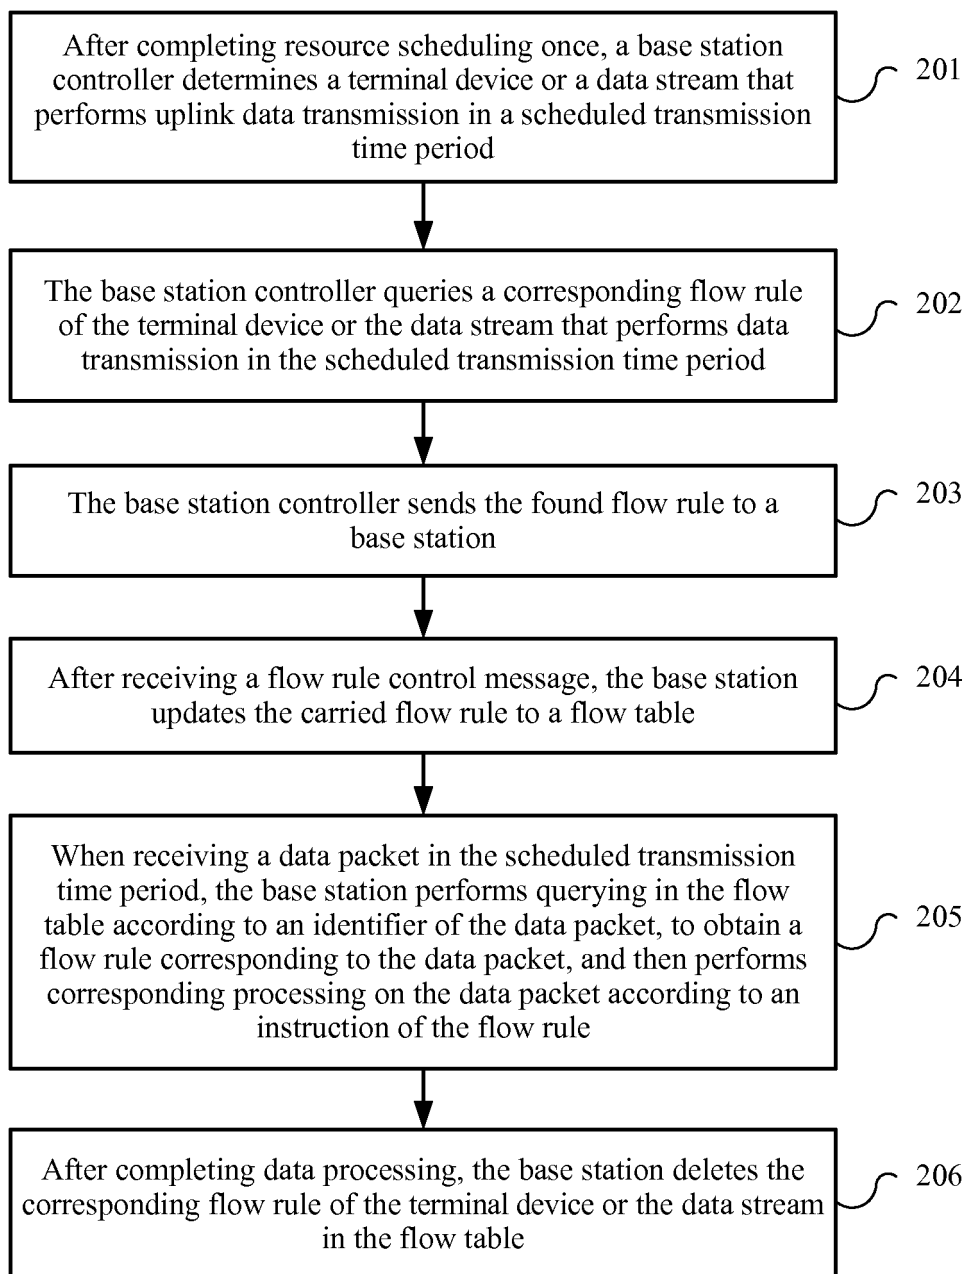 After completing resource scheduling once, a base station
controller determines a terminal device or a data stream that
performs uplink data transmission in a scheduled transmission
time period
201
The base station controller queries a corresponding flow rule
of the terminal device or the data stream that performs data
transmission in the scheduled transmission time period
202
The base station controller sends the found flow rule to a
base station
203
After receiving a flow rule control message, the base station
updates the carried flow rule to a flow table
204
When receiving a data packet in the scheduled transmission
time period, the base station performs querying in the flow
table according to an identifier of the data packet, to obtain a
flow rule corresponding to the data packet, and then performs
corresponding processing on the data packet according to an
instruction of the flow rule
205
After completing data processing, the base station deletes the
corresponding flow rule of the terminal device or the data stream
in the flow table
206